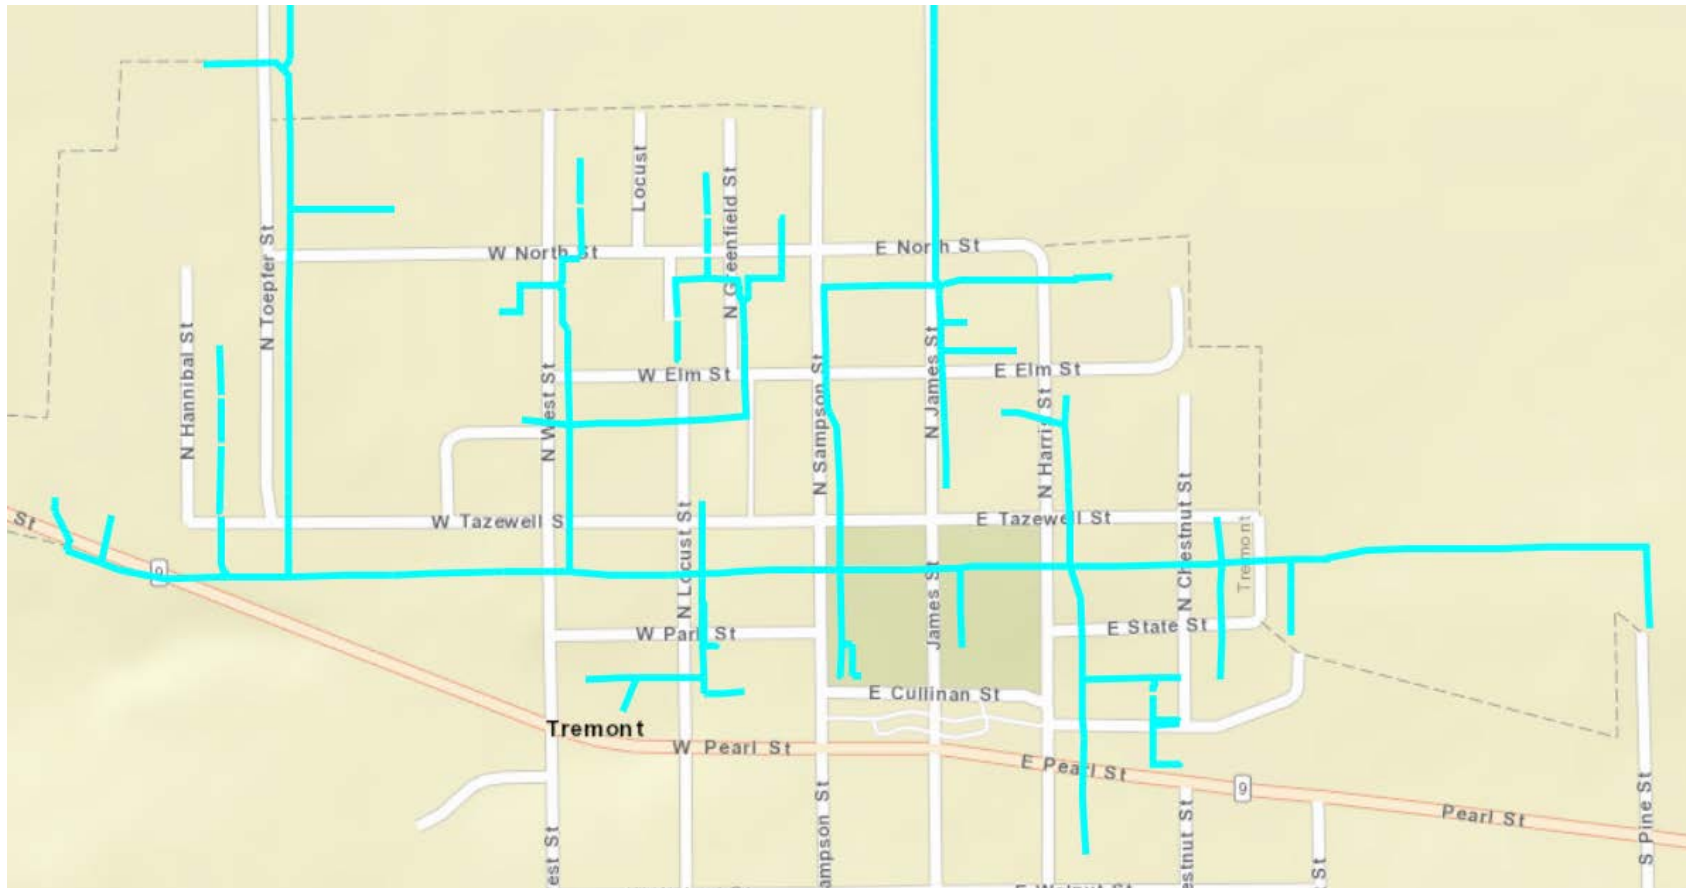 Locust
W North St
E North St
N Greenfield St
N Toepfer St
N Hannibal St
N West St
W Elm St
E Elm St
N Sampson St
N James St
N Harris St
N Chestnut St
W Tazewell S
E Tazewell St
St
9
N Locust St
James St
Tremont
W Park St
E State St
E Cullinan St
Tremont
W Pearl St
E Pearl St
9
Pearl St
S Pine St
est St
ampson St
estnut St
St
E Walnut St